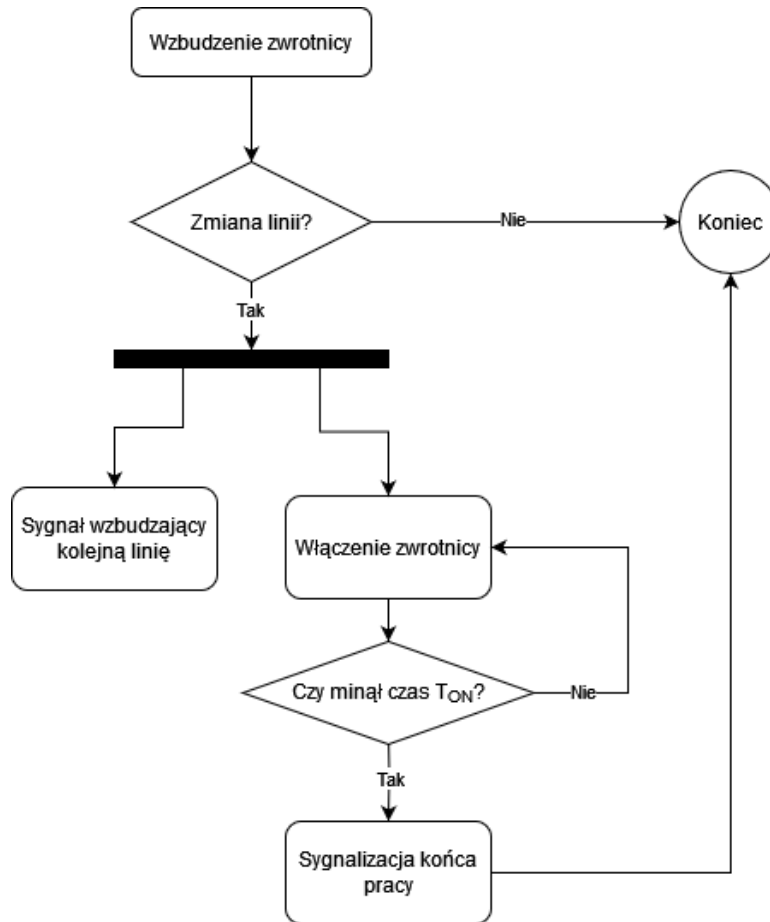 Wzbudzenie zwrotnicy
Zmiana linii?
Nie
Koniec
Tak
Sygnał wzbudzający
kolejną linię
Włączenie zwrotnicy
Czy minął czas TON?
Nie
Tak
Sygnalizacja końca
pracy